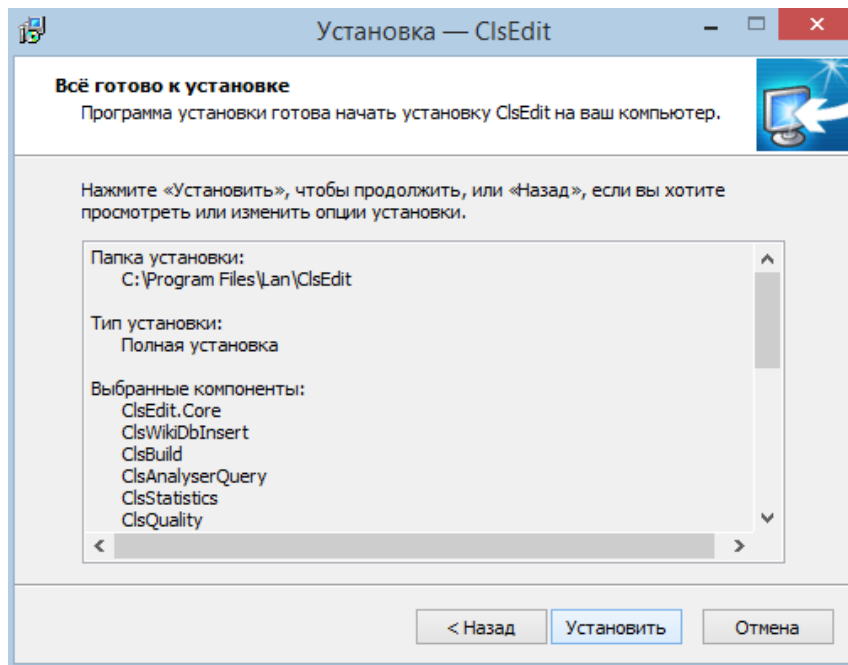 Установка — ClsEdit
Всё готово к установке
Программа установки готова начать установку ClsEdit на ваш компьютер.
Нажмите «Установить», чтобы продолжить, или «Назад», если вы хотите
просмотреть или изменить опции установки.
Папка установки:
C:\Program Files\Lan\ClsEdit
Тип установки:
Полная установка
Выбранные компоненты:
ClsEdit.Core
ClsWikiDbInsert
ClsBuild
ClsAnalyserQuery
ClsStatistics
ClsQuality
< Назад
Установить
Отмена